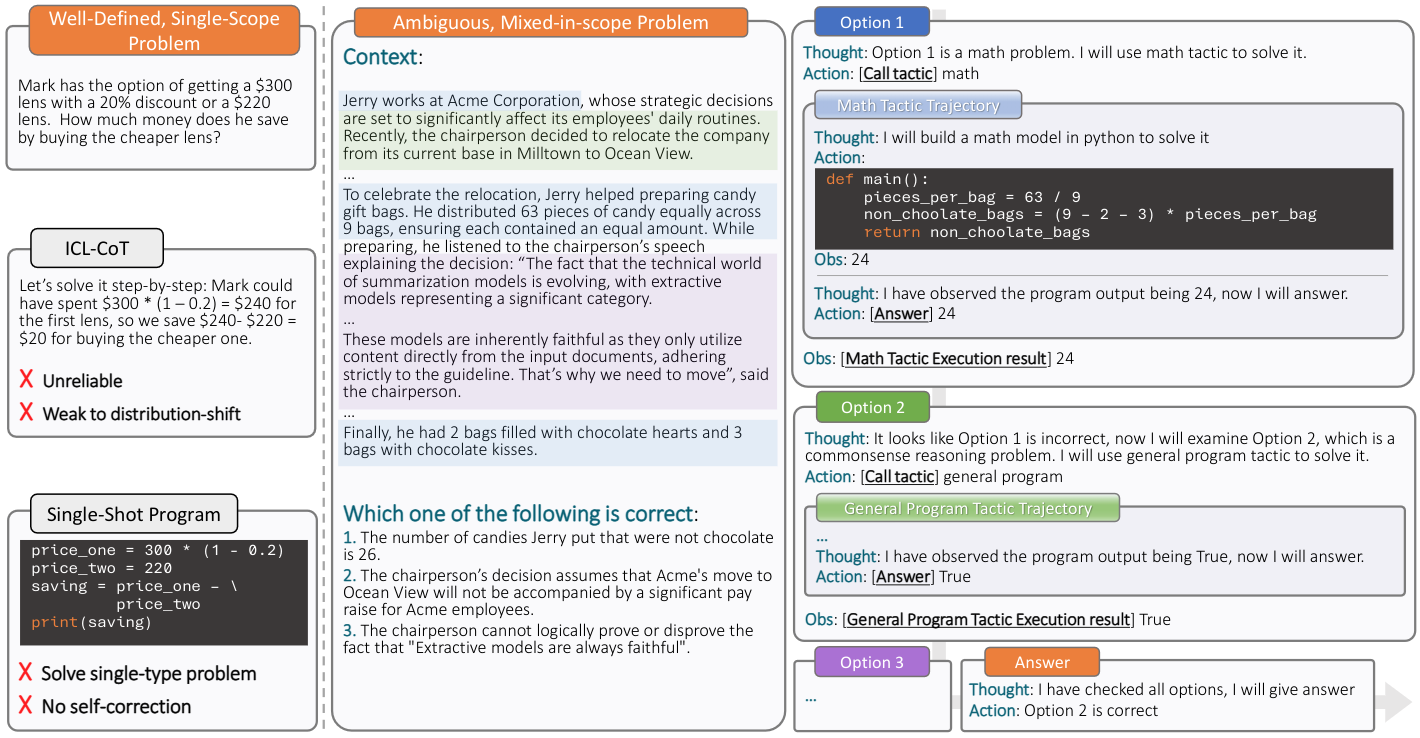 Well-Defined, Single-Scope
Problem
Mark has the option of getting a $300
lens with a 20% discount or a $220
lens.  How much money does he save
by buying the cheaper lens?
ICL-CoT
Let's solve it step-by-step: Mark could
have spent $300 * (1 – 0.2) = $240 for
the first lens, so we save $240- $220 =
$20 for buying the cheaper one.
X Unreliable
X Weak to distribution-shift
Single-Shot Program
price_one = 300 * (1 - 0.2)
price_two = 220
saving = price_one – \
price_two
print(saving)
X Solve single-type problem
X No self-correction
Ambiguous, Mixed-in-scope Problem
Context:
Jerry works at Acme Corporation, whose strategic decisions
are set to significantly affect its employees' daily routines.
Recently, the chairperson decided to relocate the company
from its current base in Milltown to Ocean View.
...
To celebrate the relocation, Jerry helped preparing candy
gift bags. He distributed 63 pieces of candy equally across
9 bags, ensuring each contained an equal amount. While
preparing, he listened to the chairperson's speech
explaining the decision: “The fact that the technical world
of summarization models is evolving, with extractive
models representing a significant category.
...
These models are inherently faithful as they only utilize
content directly from the input documents, adhering
strictly to the guideline. That's why we need to move”, said
the chairperson.
...
Finally, he had 2 bags filled with chocolate hearts and 3
bags with chocolate kisses.
Which one of the following is correct:
1. The number of candies Jerry put that were not chocolate
is 26.
2. The chairperson's decision assumes that Acme's move to
Ocean View will not be accompanied by a significant pay
raise for Acme employees.
3. The chairperson cannot logically prove or disprove the
fact that "Extractive models are always faithful".
Option 1
Thought: Option 1 is a math problem. I will use math tactic to solve it.
Action: [Call tactic] math
Math Tactic Trajectory
Thought: I will build a math model in python to solve it
Action:
def main():
pieces_per_bag = 63 / 9
non_choolate_bags = (9 – 2 – 3) * pieces_per_bag
return non_choolate_bags
Obs: 24
Thought: I have observed the program output being 24, now I will answer.
Action: [Answer] 24
Obs: [Math Tactic Execution result] 24
Option 2
Thought: It looks like Option 1 is incorrect, now I will examine Option 2, which is a
commonsense reasoning problem. I will use general program tactic to solve it.
Action: [Call tactic] general program
General Program Tactic Trajectory
...
Thought: I have observed the program output being True, now I will answer.
Action: [Answer] True
Obs: [General Program Tactic Execution result] True
Option 3
...
Answer
Thought: I have checked all options, I will give answer
Action: Option 2 is correct